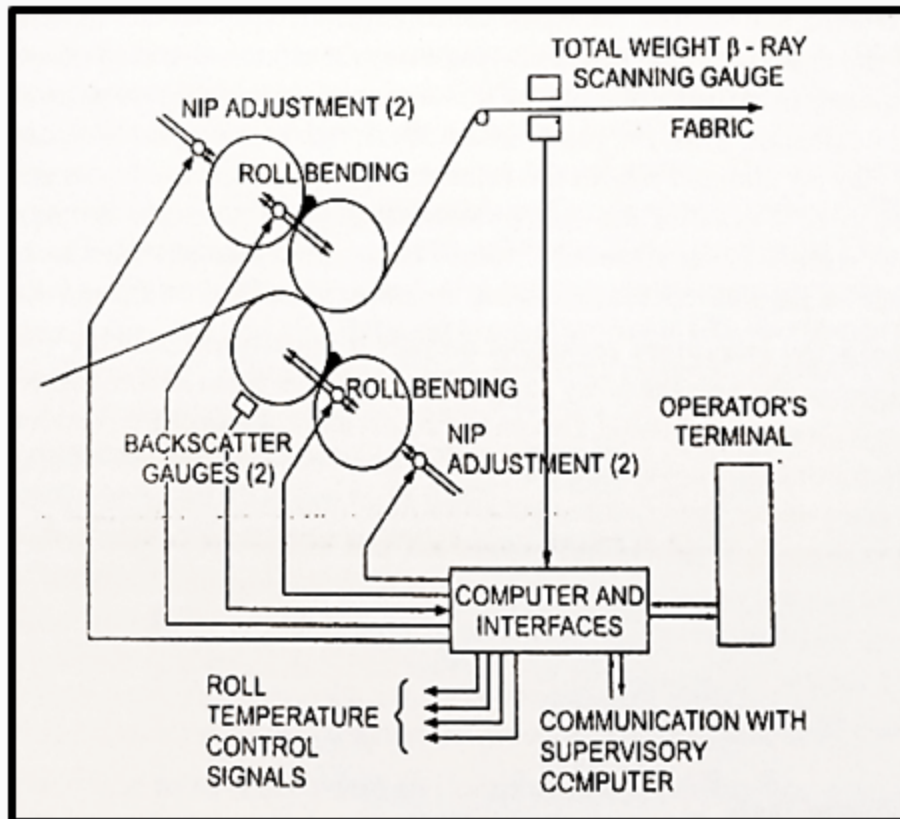 TOTAL WEIGHT β - RAY
SCANNING GAUGE
NIP ADJUSTMENT (2)
FABRIC
ROLL BENDING
ROLL BENDING
OPERATOR'S
TERMINAL
BACKSCATTER
GAUGES (2)
NIP
ADJUSTMENT (2)
COMPUTER AND
INTERFACES
ROLL
TEMPERATURE
CONTROL
SIGNALS
COMMUNICATION WITH
SUPERVISORY
COMPUTER